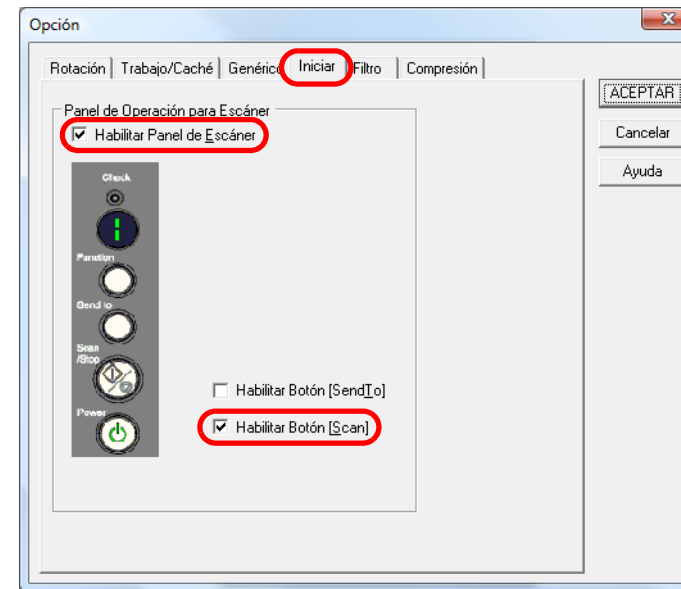 Opción
Rotación Trabajo/Caché Genérico Iniciar Filtro Compresión
ACEPTAR
Cancelar
Ayuda
Panel de Operación para Escáner
Habilitar Panel de Escáner
Check
Function
Send to
Scan
/Stop
Power
Habilitar Botón [SendTo]
Habilitar Botón [Scan]